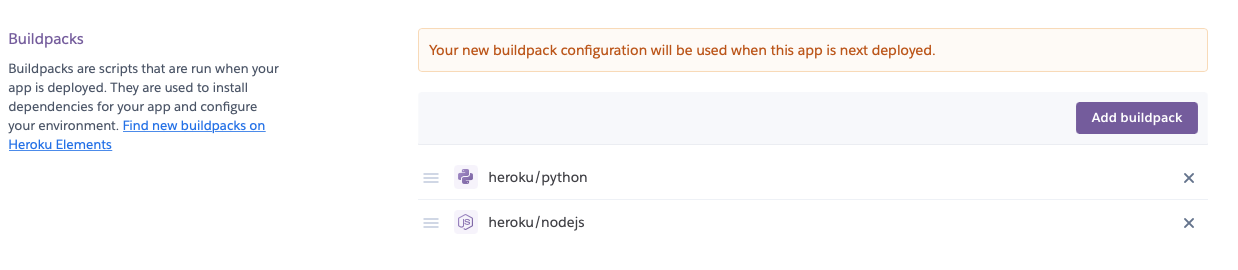 Buildpacks
Buildpacks are scripts that are run when your
app is deployed. They are used to install
dependencies for your app and configure
your environment. Find new buildpacks on
Heroku Elements
Your new buildpack configuration will be used when this app is next deployed.
Add buildpack
heroku/python
heroku/nodejs